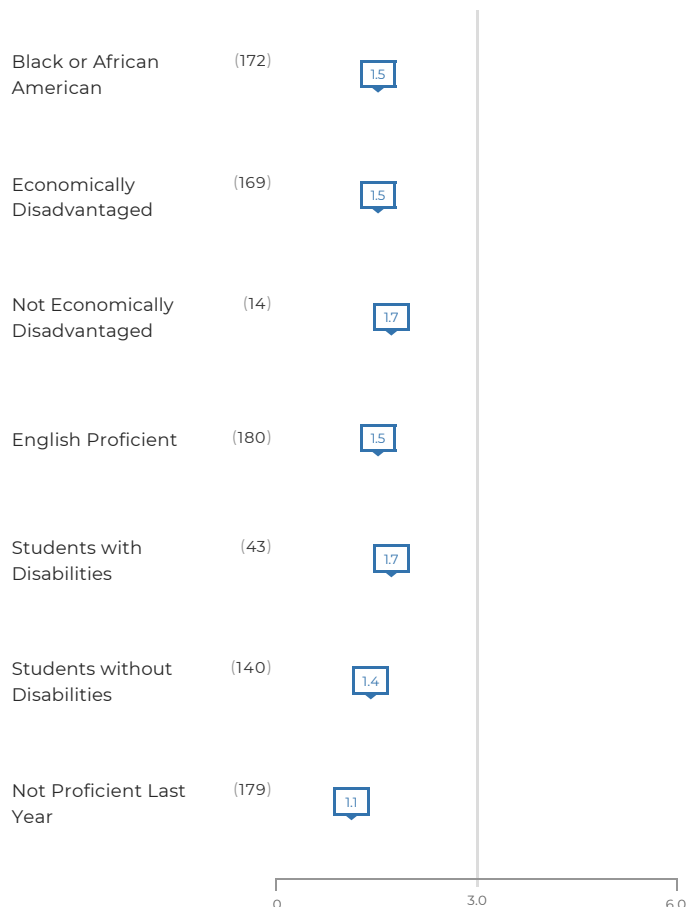 Black or African (172)
American
1.5
Economically (169)
Disadvantaged
1.5
Not Economically (14)
Disadvantaged
1.7
English Proficient (180)
1.5
Students with (43)
Disabilities
1.7
Students without (140)
Disabilities
1.4
Not Proficient Last (179)
Year
1.1
0 3.0 6.0